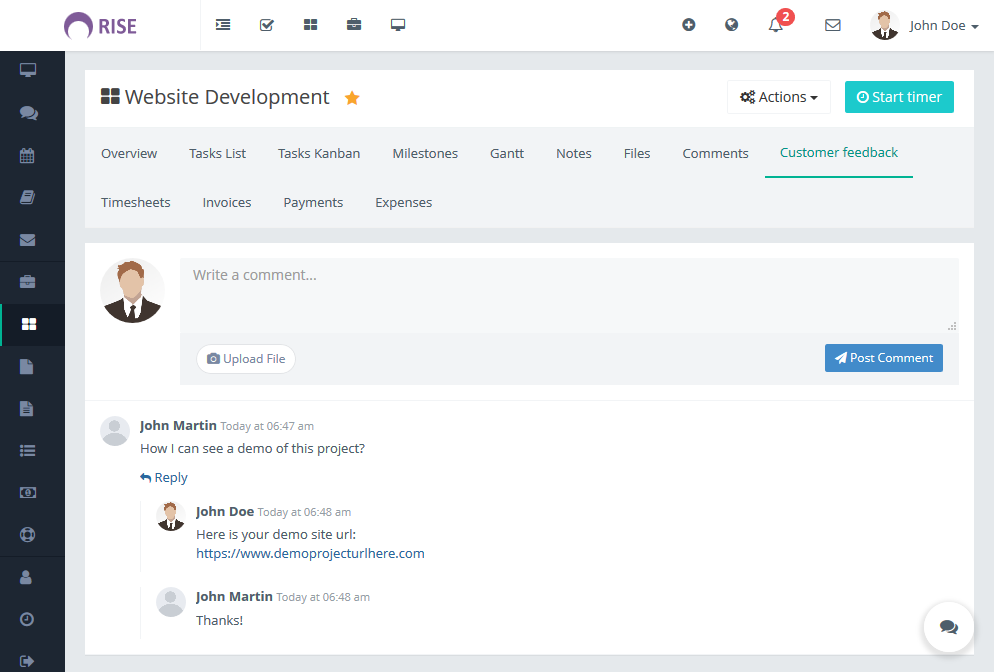 RISE
2
John Doe
Website Development
Actions
Start timer
Overview Tasks List Tasks Kanban Milestones Gantt Notes Files Comments Customer feedback
Timesheets Invoices Payments Expenses
Write a comment...
Upload File
Post Comment
John Martin Today at 06:47 am
How I can see a demo of this project?
Reply
John Doe Today at 06:48 am
Here is your demo site url:
https://www.demoprojecturlhere.com
John Martin Today at 06:48 am
Thanks!